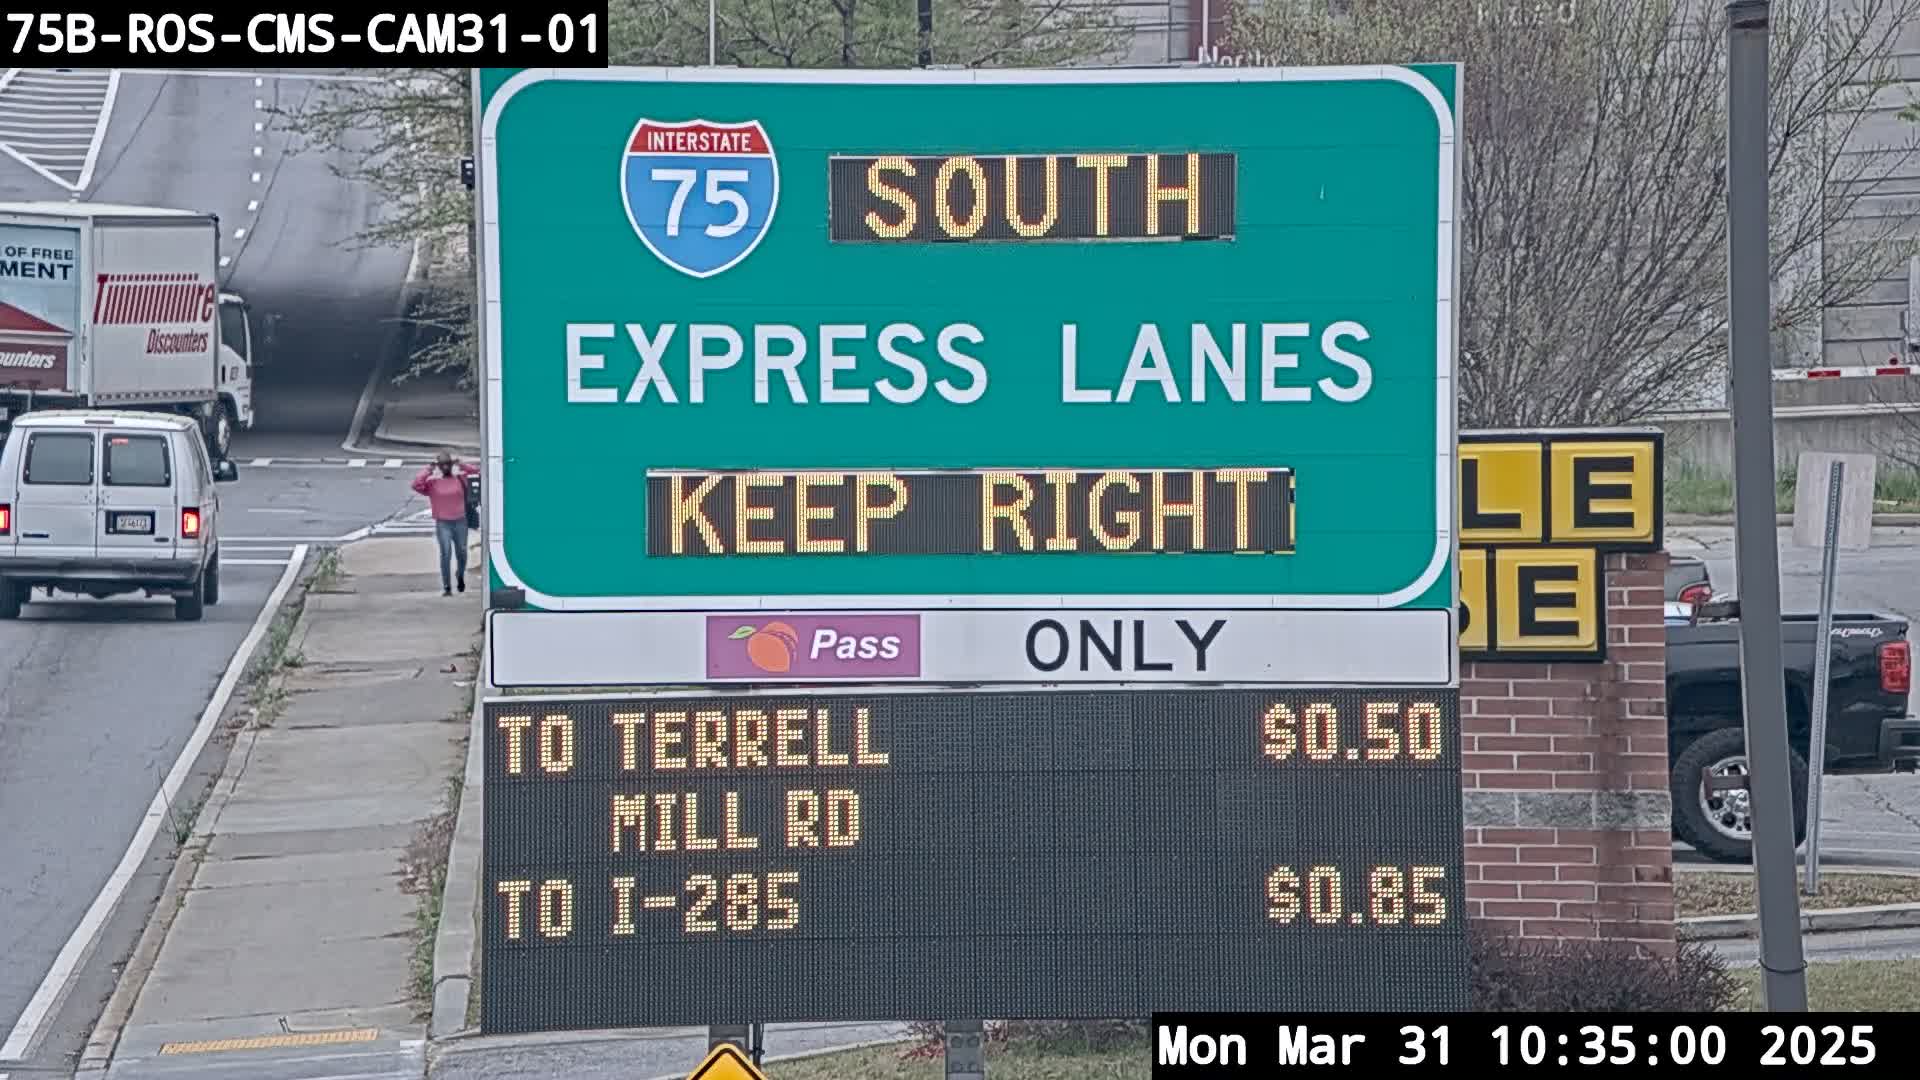 75B-ROS-CMS-CAM31-01
INTERSTATE
75
SOUTH
EXPRESS LANES
KEEP RIGHT
Pass ONLY
TO TERRELL $0.50
MILL RD
TO I-285 $0.85
OF FREE
MENT
Discounters
ounters
LE
E
Mon Mar 31 10:35:00 2025